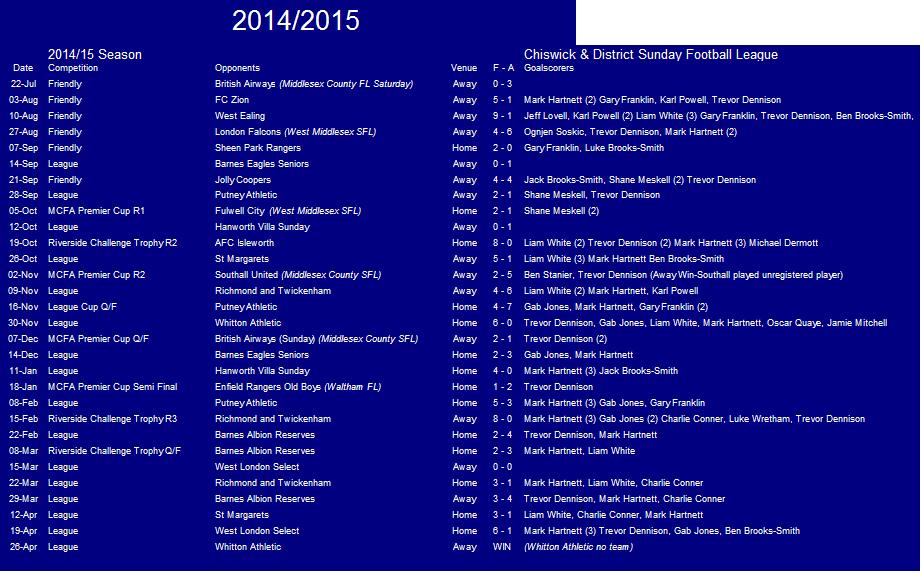 2014/2015
2014/15 Season Chiswick & District Sunday Football League
Date Competition Opponents Venue F - A Goalscorers
22-Jul Friendly British Airways (Middlesex County FL Saturday) Away 0 - 3
03-Aug Friendly FC Zion Away 5 - 1 Mark Hartnett (2) Gary Franklin, Karl Powell, Trevor Dennison
10-Aug Friendly West Ealing Away 9 - 1 Jeff Lovell, Karl Powell (2) Liam White (3) Gary Franklin, Trevor Dennison, Ben Brooks-Smith,
27-Aug Friendly London Falcons (West Middlesex SFL) Away 4 - 6 Ognjen Soskic, Trevor Dennison, Mark Hartnett (2)
07-Sep Friendly Sheen Park Rangers Home 2 - 0 Gary Franklin, Luke Brooks-Smith
14-Sep League Barnes Eagles Seniors Away 0 - 1
21-Sep Friendly Jolly Coopers Away 4 - 4 Jack Brooks-Smith, Shane Meskell (2) Trevor Dennison
28-Sep League Putney Athletic Away 2 - 1 Shane Meskell, Trevor Dennison
05-Oct MCFA Premier Cup R1 Fulwell City (West Middlesex SFL) Home 2 - 1 Shane Meskell (2)
12-Oct League Hanworth Villa Sunday Away 0 - 1
19-Oct Riverside Challenge Trophy R2 AFC Isleworth Home 8 - 0 Liam White (2) Trevor Dennison (2) Mark Hartnett (3) Michael Dermott
26-Oct League St Margarets Away 5 - 1 Liam White (3) Mark Hartnett Ben Brooks-Smith
02-Nov MCFA Premier Cup R2 Southall United (Middlesex County SFL) Away 2 - 5 Ben Stanier, Trevor Dennison (Away Win-Southall played unregistered player)
09-Nov League Richmond and Twickenham Away 4 - 6 Liam White (2) Mark Hartnett, Karl Powell
16-Nov League Cup Q/F Putney Athletic Home 4 - 7 Gab Jones, Mark Hartnett, Gary Franklin (2)
30-Nov League Whitton Athletic Home 6 - 0 Trevor Dennison, Gab Jones, Liam White, Mark Hartnett, Oscar Quaye, Jamie Mitchell
07-Dec MCFA Premier Cup Q/F British Airways (Sunday) (Middlesex County SFL) Away 2 - 1 Trevor Dennison (2)
14-Dec League Barnes Eagles Seniors Home 2 - 3 Gab Jones, Mark Hartnett
11-Jan League Hanworth Villa Sunday Home 4 - 0 Mark Hartnett (3) Jack Brooks-Smith
18-Jan MCFA Premier Cup Semi Final Enfield Rangers Old Boys (Waltham FL) Home 1 - 2 Trevor Dennison
08-Feb League Putney Athletic Home 5 - 3 Mark Hartnett (3) Gab Jones, Gary Franklin
15-Feb Riverside Challenge Trophy R3 Richmond and Twickenham Away 8 - 0 Mark Hartnett (3) Gab Jones (2) Charlie Conner, Luke Wretham, Trevor Dennison
22-Feb League Barnes Albion Reserves Home 2 - 4 Trevor Dennison, Mark Hartnett
08-Mar Riverside Challenge Trophy Q/F Barnes Albion Reserves Home 2 - 3 Mark Hartnett, Liam White
15-Mar League West London Select Away 0 - 0
22-Mar League Richmond and Twickenham Home 3 - 1 Mark Hartnett, Liam White, Charlie Conner
29-Mar League Barnes Albion Reserves Away 3 - 4 Trevor Dennison, Mark Hartnett, Charlie Conner
12-Apr League St Margarets Home 3 - 1 Liam White, Charlie Conner, Mark Hartnett
19-Apr League West London Select Home 6 - 1 Mark Hartnett (3) Trevor Dennison, Gab Jones, Ben Brooks-Smith
26-Apr League Whitton Athletic Away WIN (Whitton Athletic no team)